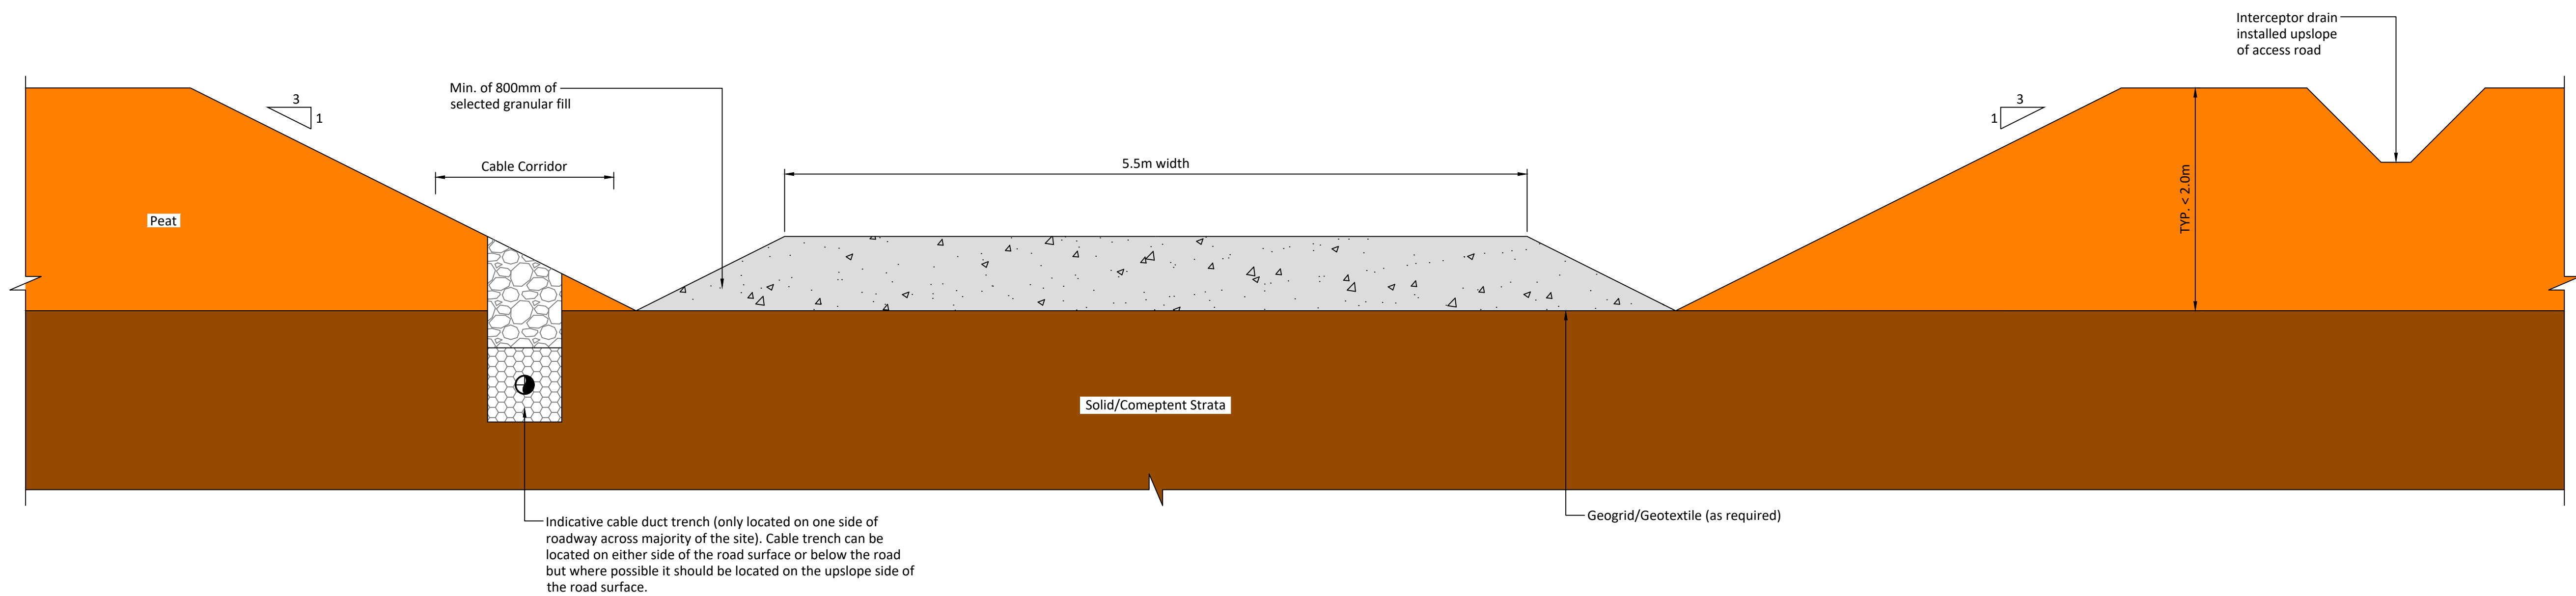 Interceptor drain
installed upslope
of access road
Min. of 800mm of
selected granular fill
3
1
3
1
Cable Corridor
5.5m width
Peat
TYP. < 2.0m
Solid/Comeptent Strata
Indicative cable duct trench (only located on one side of
roadway across majority of the site). Cable trench can be
located on either side of the road surface or below the road
but where possible it should be located on the upslope side of
the road surface.
Geogrid/Geotextile (as required)